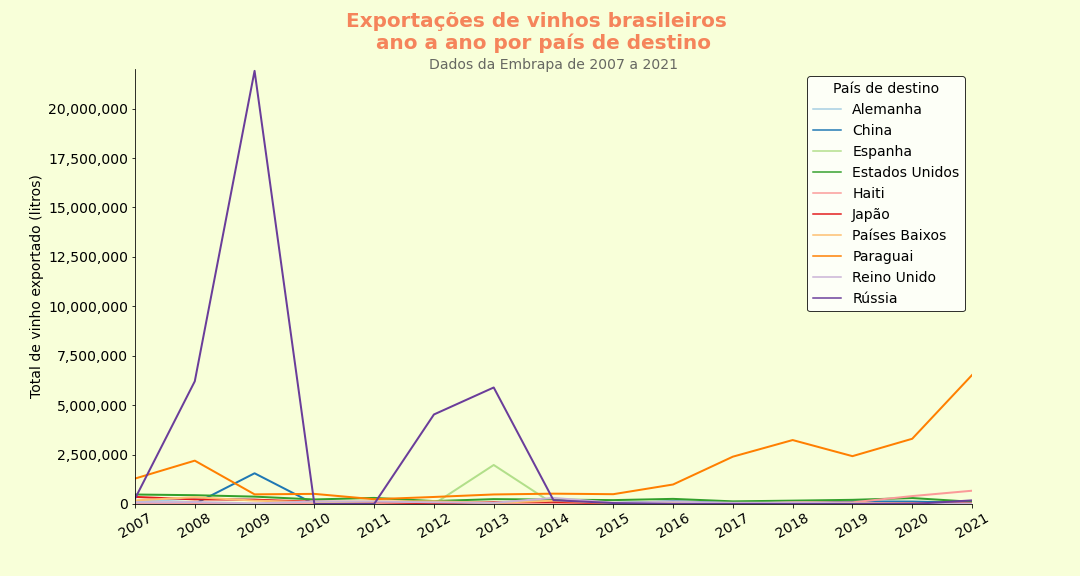 Exportações de vinhos brasileiros
ano a ano por país de destino
Dados da Embrapa de 2007 a 2021
Total de vinho exportado (litros)
20,000,000
17,500,000
15,000,000
12,500,000
10,000,000
7,500,000
5,000,000
2,500,000
0
2007
2008
2009
2010
2011
2012
2013
2014
2015
2016
2017
2018
2019
2020
2021
País de destino
Alemanha
China
Espanha
Estados Unidos
Haiti
Japão
Países Baixos
Paraguai
Reino Unido
Rússia